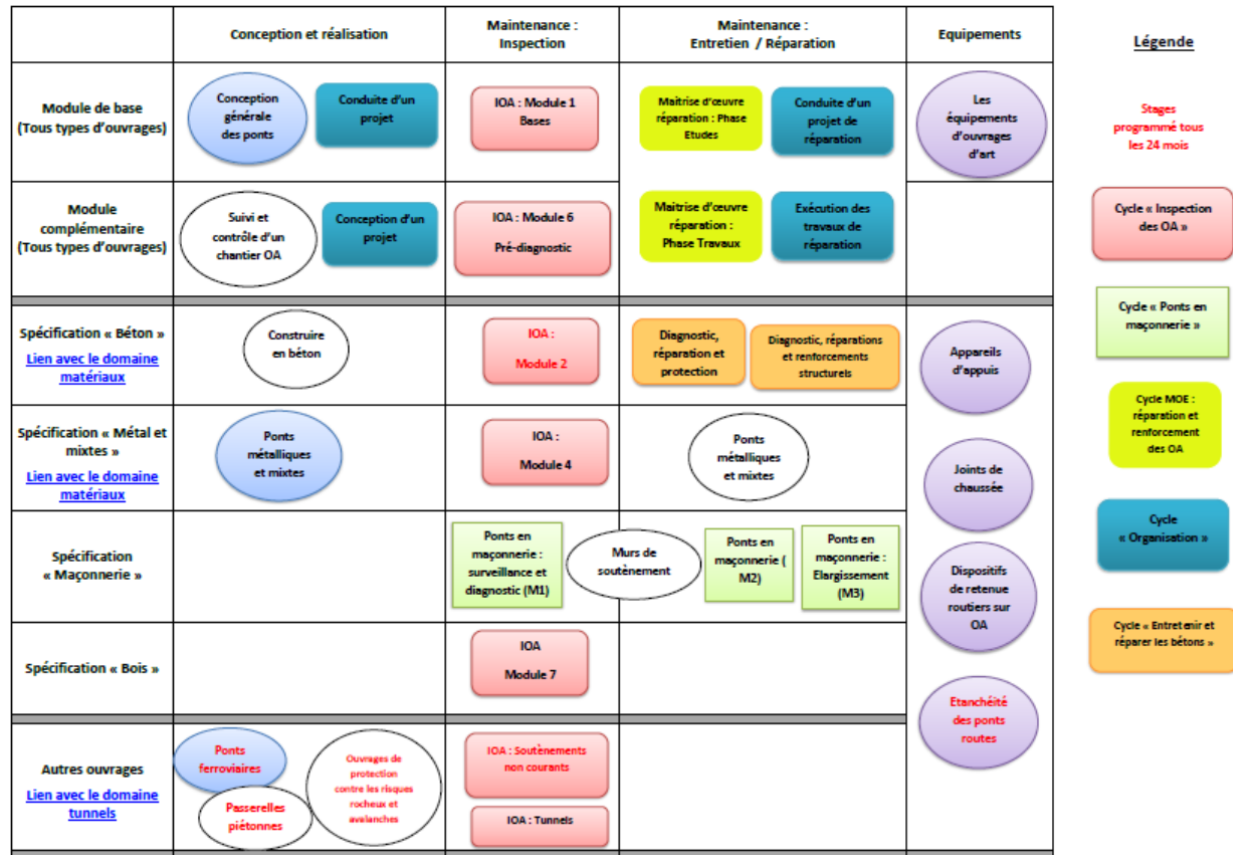 Conception et réalisation
Maintenance :
Inspection
Maintenance :
Entretien / Réparation
Equipements
Légende
Module de base
(Tous types d'ouvrages)
Conception
générale
des ponts
Conduite d'un
projet
IOA : Module 1
Bases
Maitrise d'œuvre
réparation : Phase
Etudes
Conduite d'un
projet de
réparation
Les
équipements
d'ouvrages
d'art
Stages
programmé tous
les 24 mois
Module
complémentaire
(Tous types d'ouvrages)
Suivi et
contrôle d'un
chantier OA
Conception d'un
projet
IOA : Module 6
Pré-diagnostic
Maitrise d'œuvre
réparation :
Phase Travaux
Exécution des
travaux de
réparation
Cycle « Inspection
des OA »
Spécification « Béton »
Lien avec le domaine
matériaux
Construire
en béton
IOA :
Module 2
Diagnostic,
réparation et
protection
Diagnostic, réparations
et renforcements
structurels
Appareils
d'appuis
Cycle « Ponts en
maçonnerie »
Spécification « Métal et
mixtes »
Lien avec le domaine
matériaux
Ponts
métalliques
et mixtes
IOA :
Module 4
Ponts
métalliques et
mixtes
Joints de
chaussée
Cycle MOE :
réparation et
renforcement
des OA
Spécification
« Maçonnerie »
Ponts en
maçonnerie :
surveillance et
diagnostic (M1)
Murs de
soutènement
Ponts en
maçonnerie (
M2)
Ponts en
maçonnerie :
Elargissement
(M3)
Dispositifs
de retenue
routiers sur
OA
Cycle
« Organisation »
Spécification « Bois »
IOA
Module 7
Etanchéité
des ponts
routes
Cycle « Entretenir et
réparer les bétons »
Autres ouvrages
Lien avec le domaine
tunnels
Ponts
ferroviaires
Passerelles
piétonnes
Ouvrages de
protection
contre les risques
rocheux et
avalanches
IOA : Soutènements
non courants
IOA : Tunnels